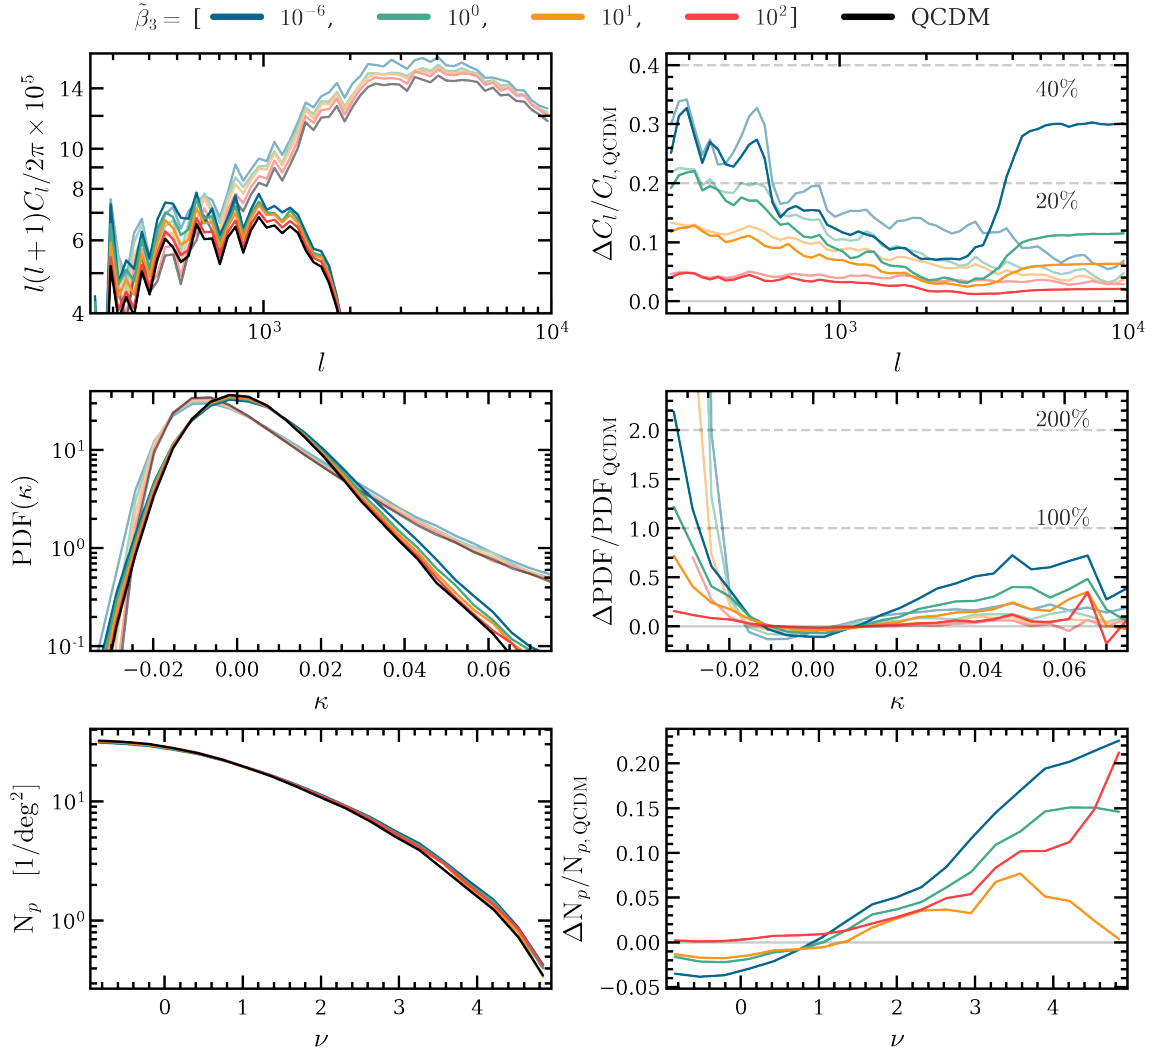 β̃₃ = [ 10⁻⁶, 10⁰, 10¹, 10²] QCDM
l(l + 1)C_l/2π × 10⁵
14
10
8
6
4
10³ 10⁴
l
ΔC_l/C_{l,QCDM}
0.4
0.3
0.2
0.1
0.0
40%
20%
10³ 10⁴
l
PDF(κ)
10¹
10⁰
10⁻¹
−0.02 0.00 0.02 0.04 0.06
κ
ΔPDF/PDF_QCDM
2.0
1.0
0.5
0.0
200%
100%
−0.02 0.00 0.02 0.04 0.06
κ
N_p [1/deg²]
10¹
10⁰
0 1 2 3 4
ν
ΔN_p/N_{p,QCDM}
0.20
0.15
0.10
0.05
0.00
−0.05
0 1 2 3 4
ν